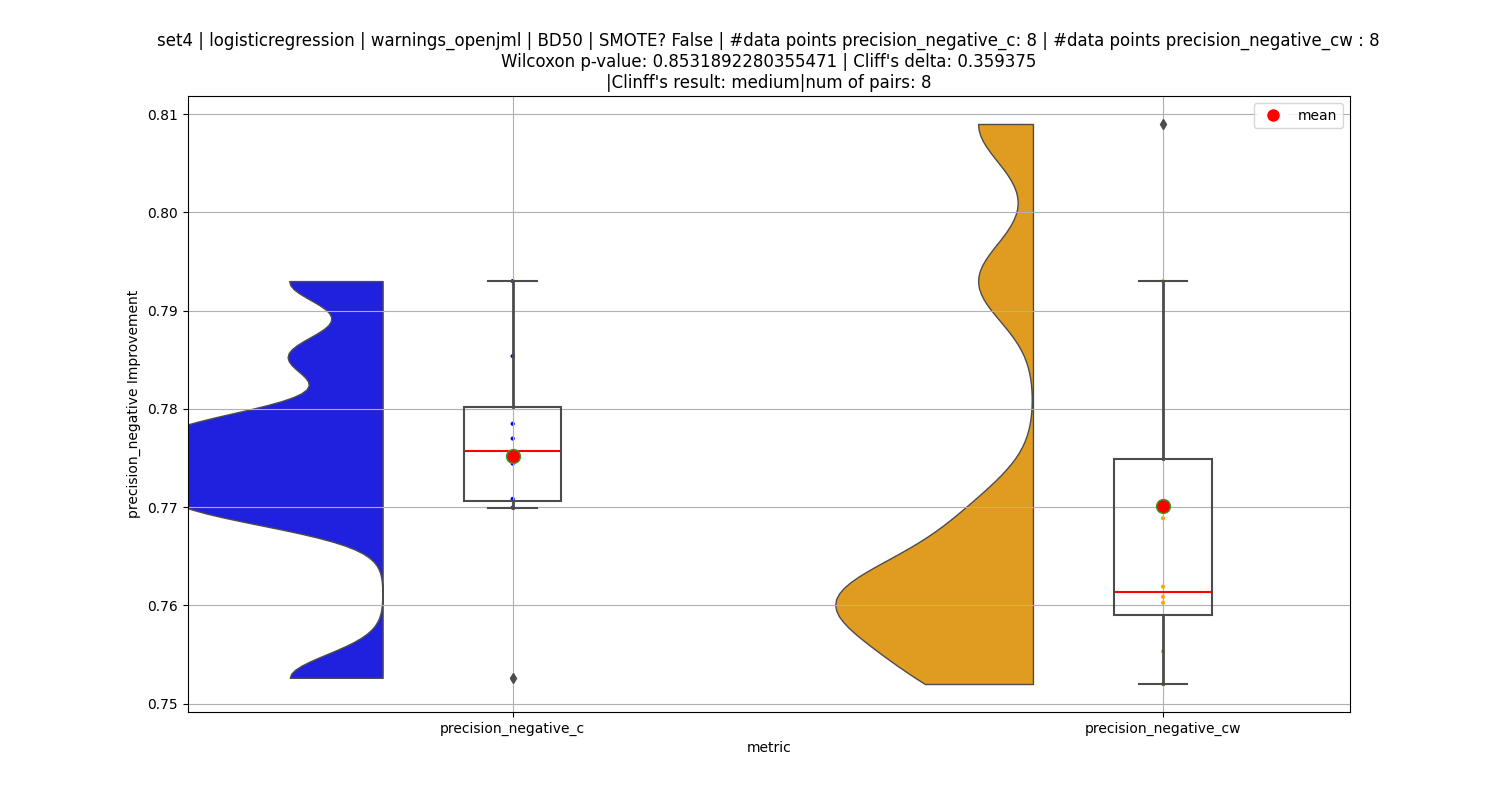 set4 | logisticregression | warnings_openjml | BD50 | SMOTE? False | #data points precision_negative_c: 8 | #data points precision_negative_cw : 8
Wilcoxon p-value: 0.8531892280355471 | Cliff's delta: 0.359375
|Clinff's result: medium|num of pairs: 8
mean
0.81
0.80
0.79
0.78
0.77
0.76
0.75
precision_negative Improvement
precision_negative_c
precision_negative_cw
metric